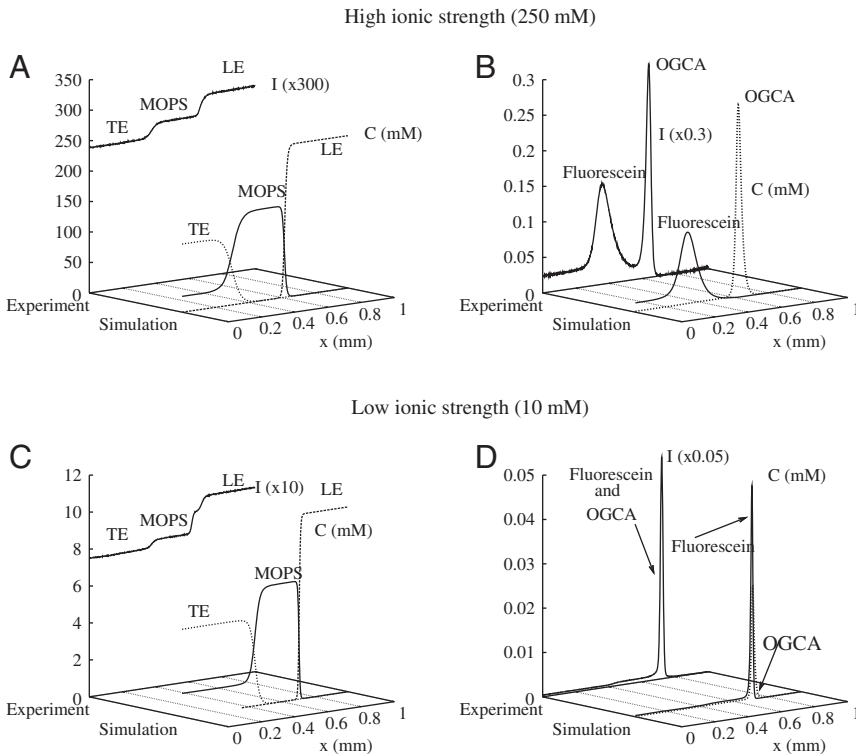 High ionic strength (250 mM)
A
350
300
250
200
150
100
50
0
TE
MOPS
LE
I (x300)
C (mM)
LE
MOPS
TE
Experiment
Simulation
0
0.2
0.4
0.6
0.8
1
x (mm)
B
0.3
0.25
0.2
0.15
0.1
0.05
0
OGCA
OGCA
I (x0.3)
Fluorescein
C (mM)
Fluorescein
Experiment
Simulation
0
0.2
0.4
0.6
0.8
1
x (mm)
Low ionic strength (10 mM)
C
12
10
8
6
4
2
0
TE
MOPS
LE
I (x10)
LE
C (mM)
MOPS
TE
Experiment
Simulation
0
0.2
0.4
0.6
0.8
1
x (mm)
D
0.05
0.04
0.03
0.02
0.01
0
I (x0.05)
C (mM)
Fluorescein
and
OGCA
Fluorescein
OGCA
Experiment
Simulation
0
0.2
0.4
0.6
0.8
1
x (mm)